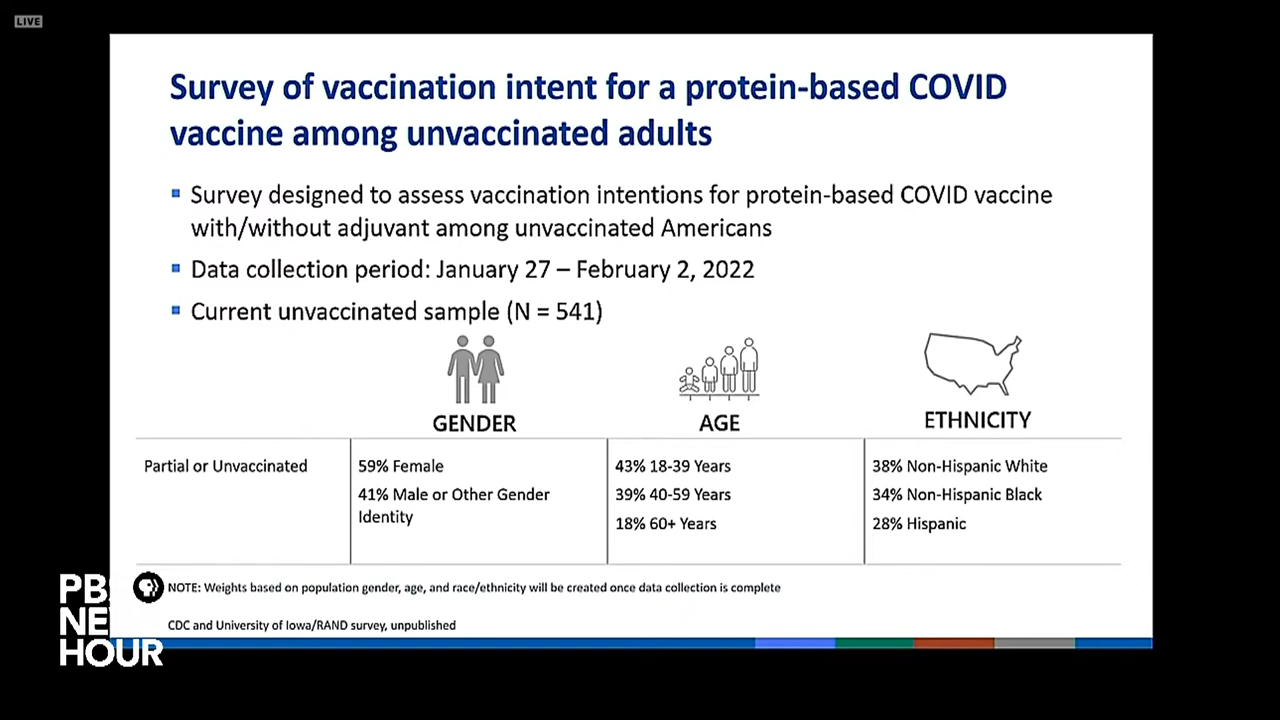 LIVE
Survey of vaccination intent for a protein-based COVID
vaccine among unvaccinated adults
Survey designed to assess vaccination intentions for protein-based COVID vaccine
with/without adjuvant among unvaccinated Americans
Data collection period: January 27 – February 2, 2022
Current unvaccinated sample (N = 541)
GENDER
AGE
ETHNICITY
Partial or Unvaccinated
59% Female
41% Male or Other Gender
Identity
43% 18-39 Years
39% 40-59 Years
18% 60+ Years
38% Non-Hispanic White
34% Non-Hispanic Black
28% Hispanic
NOTE: Weights based on population gender, age, and race/ethnicity will be created once data collection is complete
CDC and University of Iowa/RAND survey, unpublished
PB
NE
HOUR